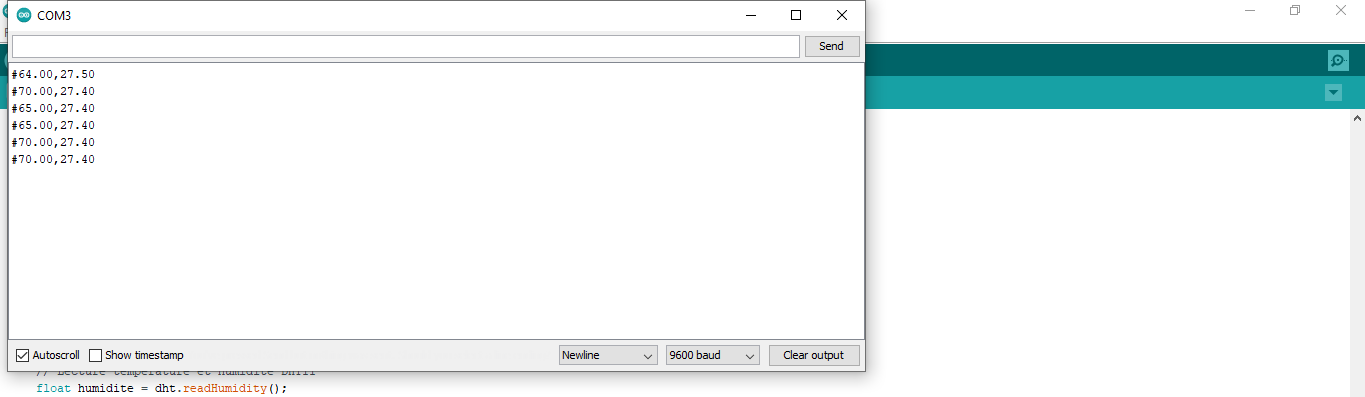 COM3
Send
#64.00,27.50
#70.00,27.40
#65.00,27.40
#65.00,27.40
#70.00,27.40
#70.00,27.40
Autoscroll Show timestamp Newline 9600 baud Clear output
// Lecture temperature et humidite DHT11
float humidite = dht.readHumidity();